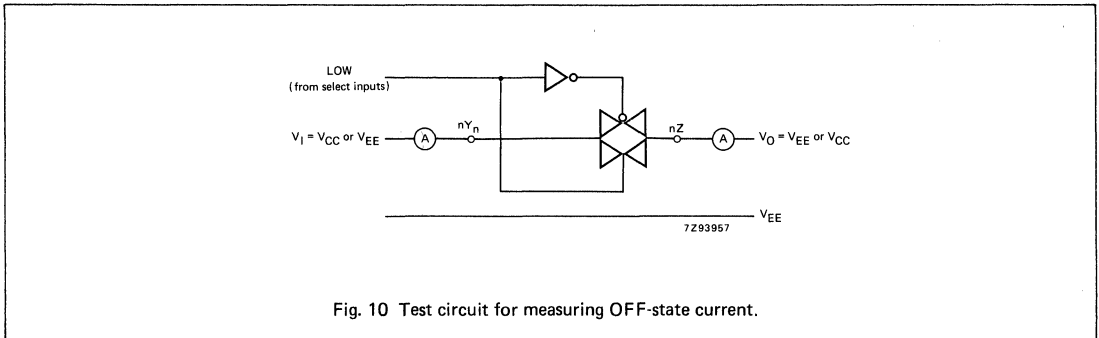 LOW
(from select inputs)
V_I = V_CC or V_EE
A
nY_n
nZ
A
V_O = V_EE or V_CC
V_EE
7Z93957
Fig. 10 Test circuit for measuring OFF-state current.